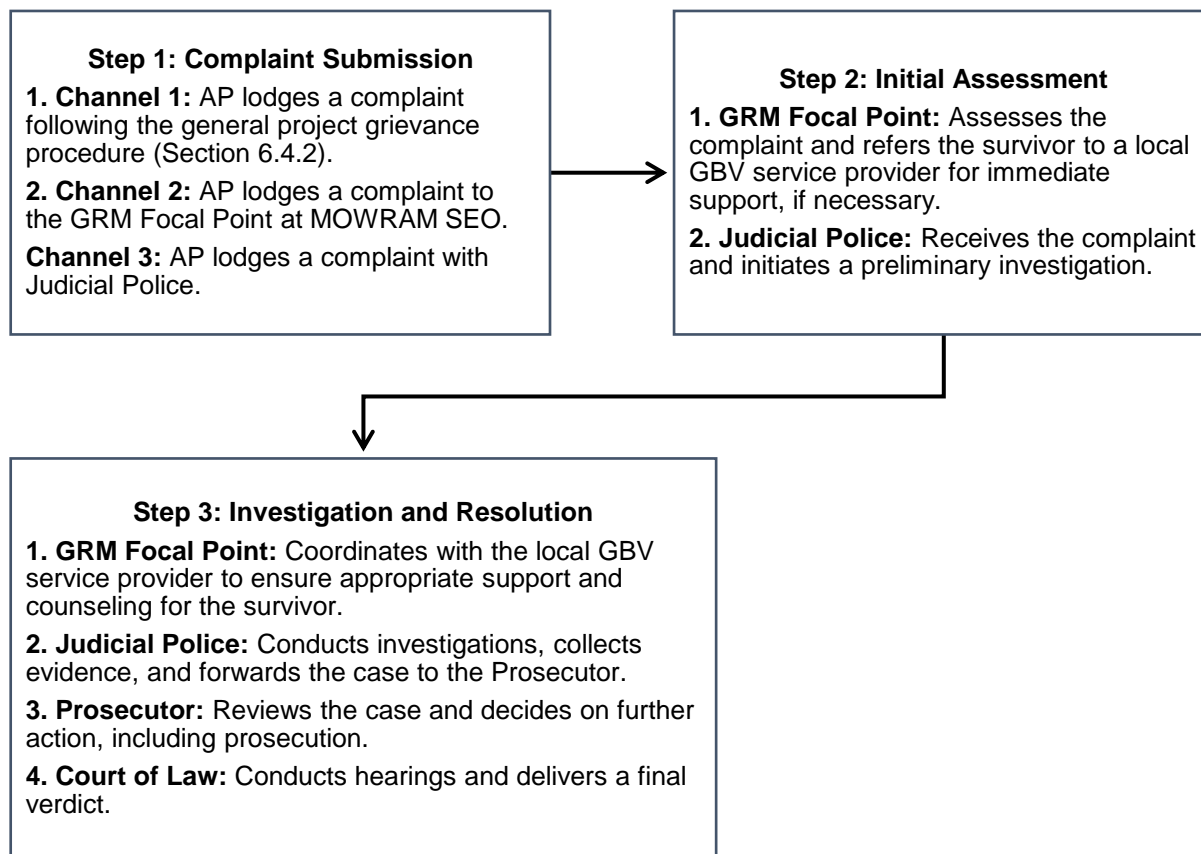 Step 1: Complaint Submission
1. Channel 1: AP lodges a complaint
following the general project grievance
procedure (Section 6.4.2).
2. Channel 2: AP lodges a complaint to
the GRM Focal Point at MOWRAM SEO.
Channel 3: AP lodges a complaint with
Judicial Police.
Step 2: Initial Assessment
1. GRM Focal Point: Assesses the
complaint and refers the survivor to a local
GBV service provider for immediate
support, if necessary.
2. Judicial Police: Receives the complaint
and initiates a preliminary investigation.
Step 3: Investigation and Resolution
1. GRM Focal Point: Coordinates with the local GBV
service provider to ensure appropriate support and
counseling for the survivor.
2. Judicial Police: Conducts investigations, collects
evidence, and forwards the case to the Prosecutor.
3. Prosecutor: Reviews the case and decides on further
action, including prosecution.
4. Court of Law: Conducts hearings and delivers a final
verdict.